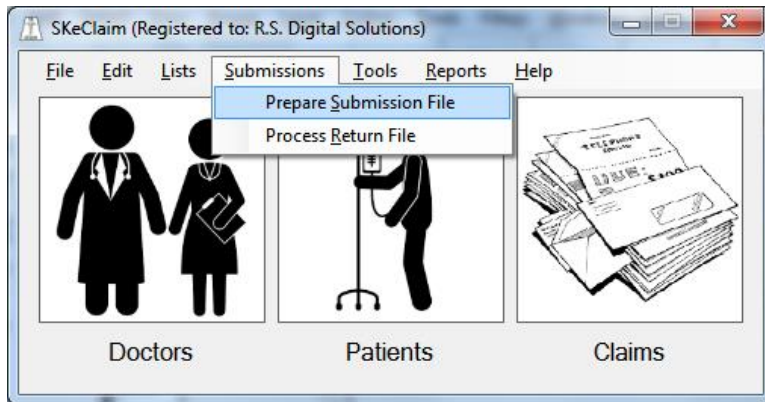 SKeClaim (Registered to: R.S. Digital Solutions)
File Edit Lists Submissions Tools Reports Help
Prepare Submission File
Process Return File
TELEPHONE
Doctors Patients Claims